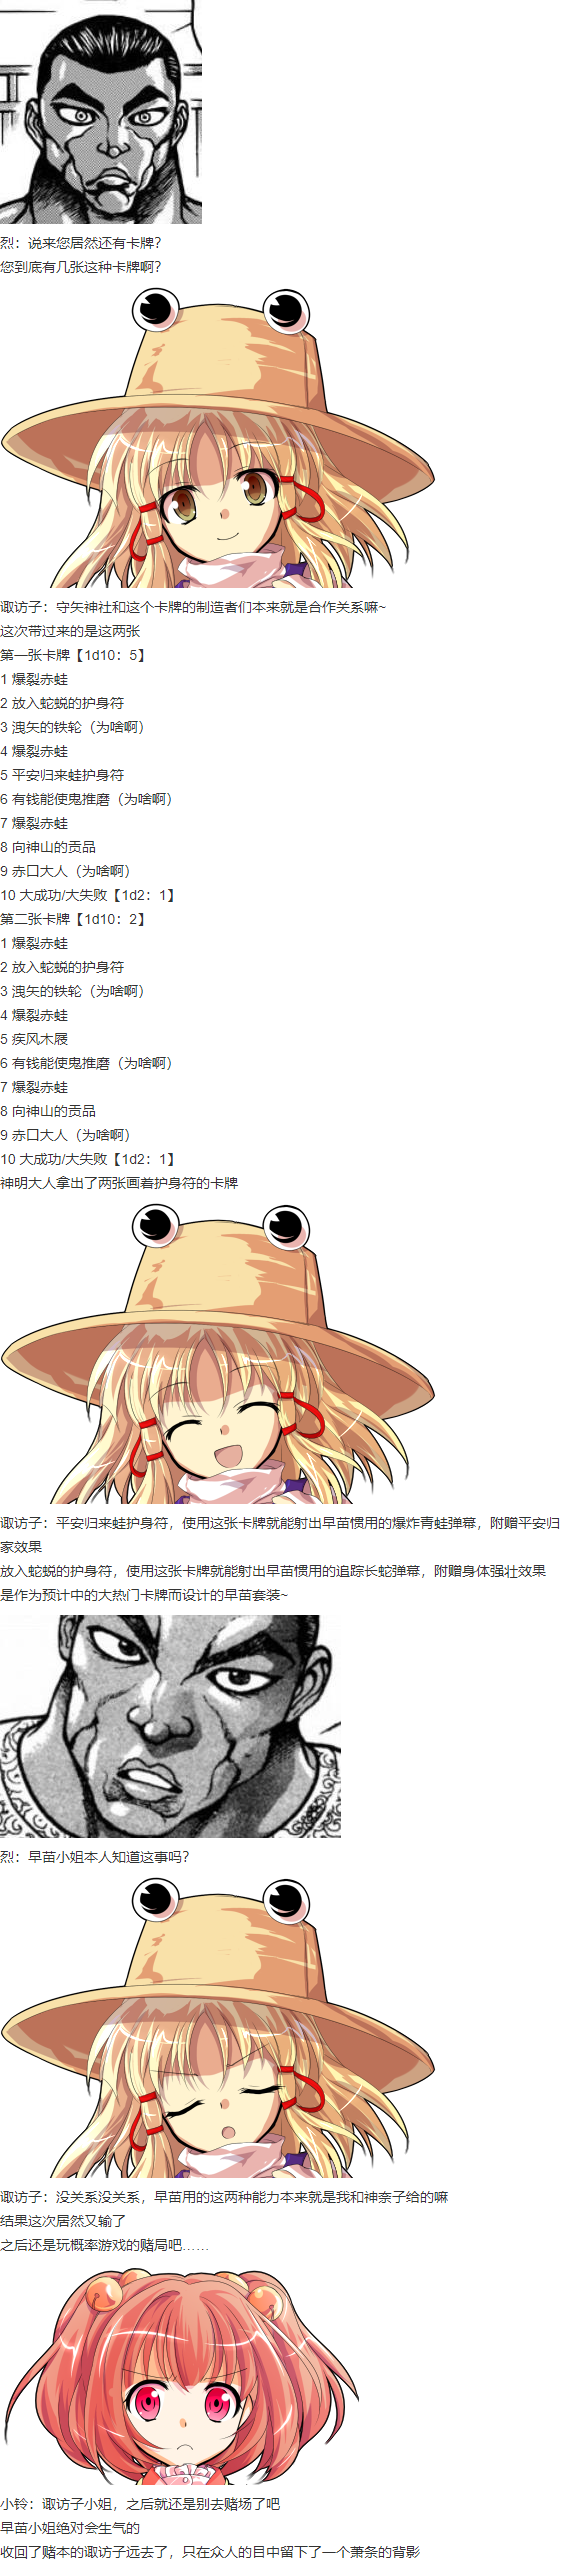 烈：说来您居然还有卡牌？
您到底有几张这种卡牌啊？
诹访子：守矢神社和这个卡牌的制造者们本来就是合作关系嘛~
这次带过来的是这两张
第一张卡牌【1d10：5】
1 爆裂赤蛙
2 放入蛇蜕的护身符
3 洩矢的铁轮（为啥啊）
4 爆裂赤蛙
5 平安归来蛙护身符
6 有钱能使鬼推磨（为啥啊）
7 爆裂赤蛙
8 向神山的贡品
9 赤口大人（为啥啊）
10 大成功/大失败【1d2：1】
第二张卡牌【1d10：2】
1 爆裂赤蛙
2 放入蛇蜕的护身符
3 洩矢的铁轮（为啥啊）
4 爆裂赤蛙
5 疾风木屐
6 有钱能使鬼推磨（为啥啊）
7 爆裂赤蛙
8 向神山的贡品
9 赤口大人（为啥啊）
10 大成功/大失败【1d2：1】
神明大人拿出了两张画着护身符的卡牌
诹访子：平安归来蛙护身符，使用这张卡牌就能射出早苗惯用的爆炸青蛙弹幕，附赠平安归
家效果
放入蛇蜕的护身符，使用这张卡牌就能射出早苗惯用的追踪长蛇弹幕，附赠身体强壮效果
是作为预计中的大热门卡牌而设计的早苗套装~
烈：早苗小姐本人知道这事吗？
诹访子：没关系没关系，早苗用的这两种能力本来就是我和神奈子给的嘛
结果这次居然又输了
之后还是玩概率游戏的赌局吧……
小铃：诹访子小姐，之后就还是别去赌场了吧
早苗小姐绝对会生气的
收回了赌本的诹访子远去了，只在众人的目中留下了一个萧条的背影